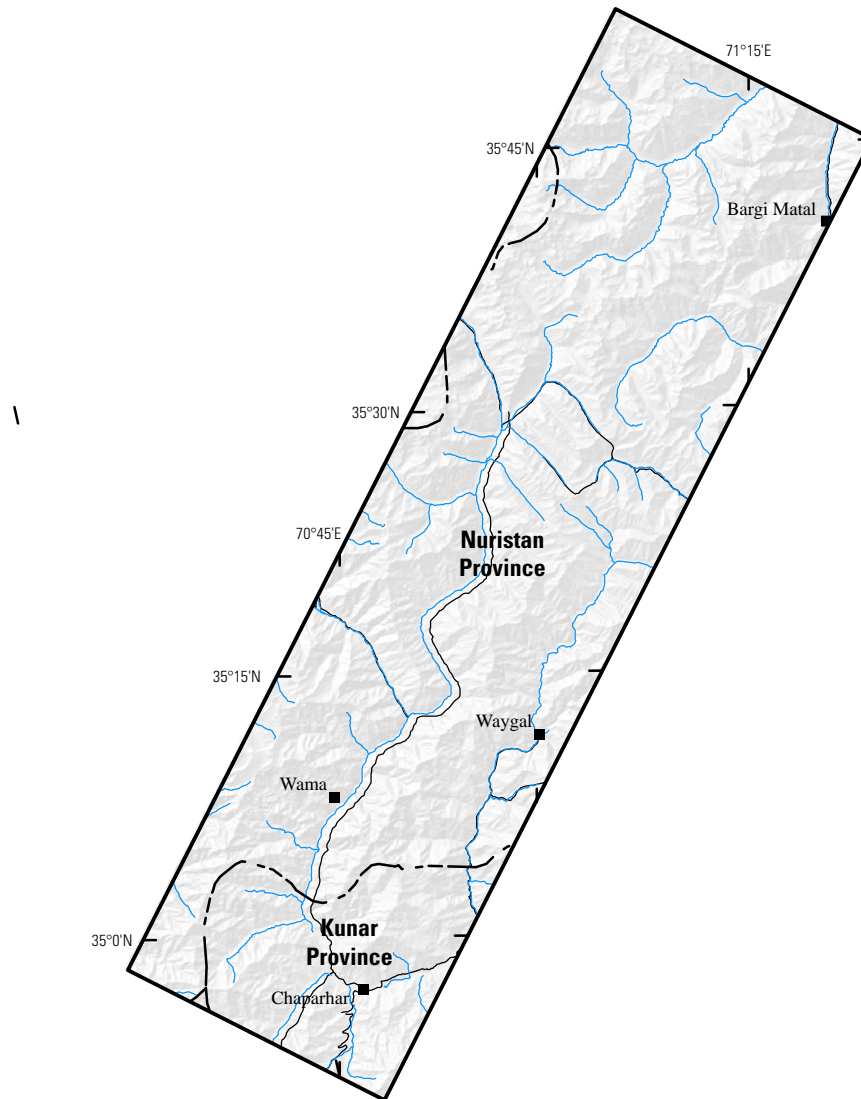 71°15'E
35°45'N
Bargi Matal
35°30'N
70°45'E
Nuristan
Province
35°15'N
Waygal
Wama
35°0'N
Kunar
Province
Chaparhar